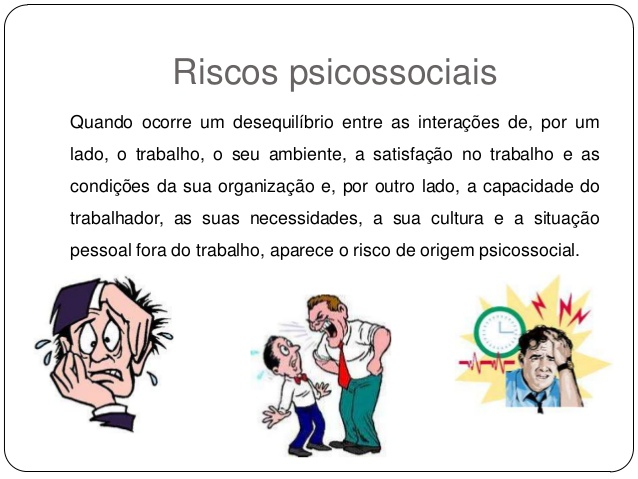 Riscos psicossociais
Quando ocorre um desequilíbrio entre as interações de, por um
lado, o trabalho, o seu ambiente, a satisfação no trabalho e as
condições da sua organização e, por outro lado, a capacidade do
trabalhador, as suas necessidades, a sua cultura e a situação
pessoal fora do trabalho, aparece o risco de origem psicossocial.